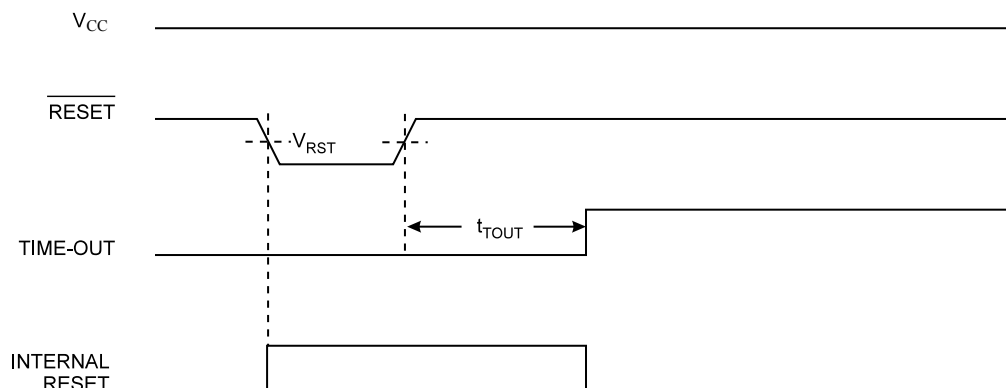 VCC
RESET
VRST
tTOUT
TIME-OUT
INTERNAL
RESET